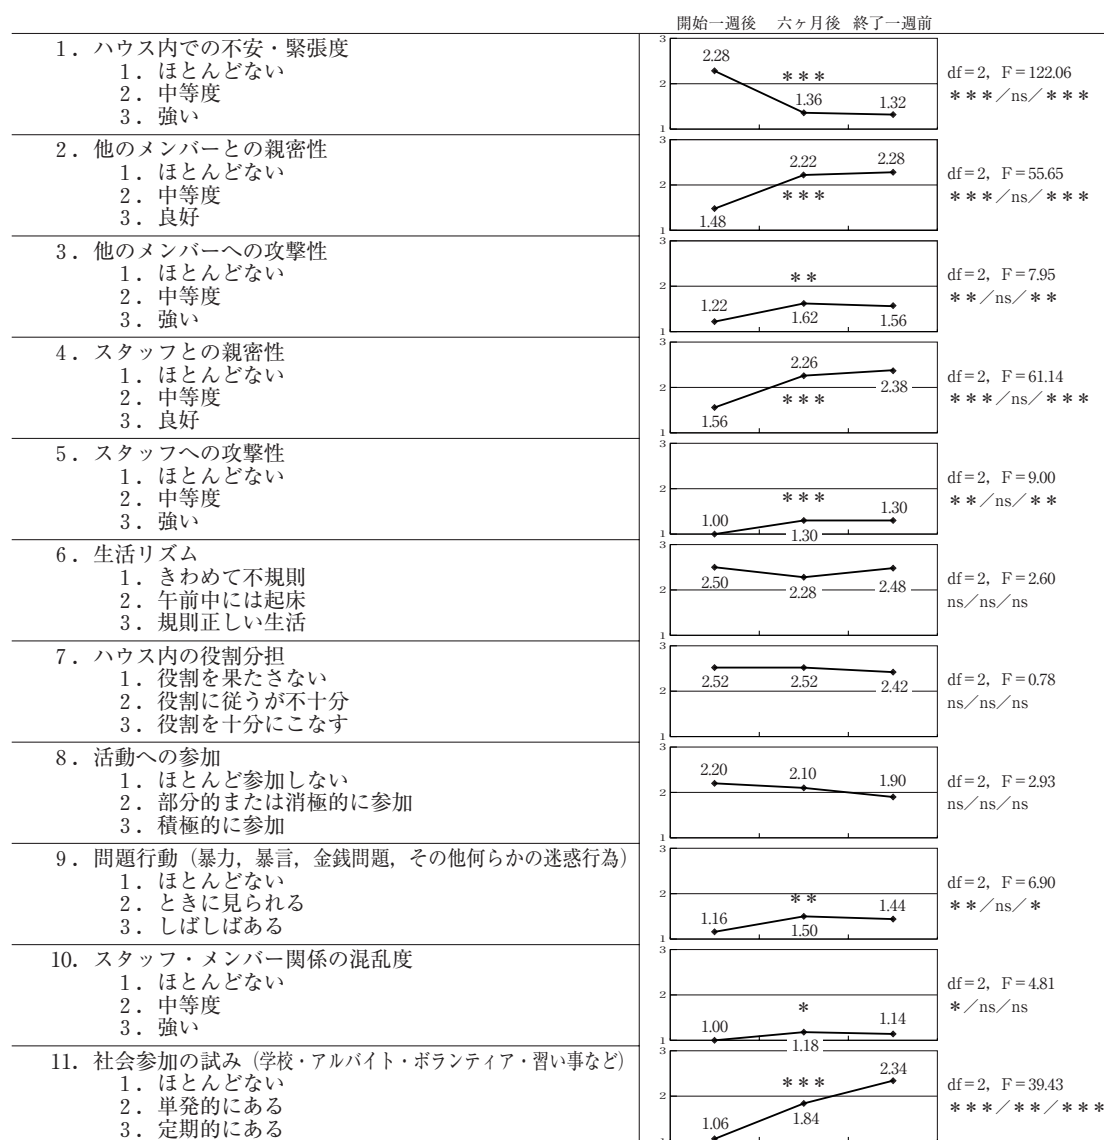 開始一週後 六ヶ月後 終了一週前
1．ハウス内での不安・緊張度
1．ほとんどない
2．中等度
3．強い
3
2
1
2.28
＊＊＊
1.36
1.32
df＝2，F＝122.06
＊＊＊／ns／＊＊＊
2．他のメンバーとの親密性
1．ほとんどない
2．中等度
3．良好
3
2
1
1.48
2.22
＊＊＊
2.28
df＝2，F＝55.65
＊＊＊／ns／＊＊＊
3．他のメンバーへの攻撃性
1．ほとんどない
2．中等度
3．強い
3
2
1
1.22
＊＊
1.62
1.56
df＝2，F＝7.95
＊＊／ns／＊＊
4．スタッフとの親密性
1．ほとんどない
2．中等度
3．良好
3
2
1
1.56
2.26
＊＊＊
2.38
df＝2，F＝61.14
＊＊＊／ns／＊＊＊
5．スタッフへの攻撃性
1．ほとんどない
2．中等度
3．強い
3
2
1
1.00
＊＊＊
1.30
1.30
df＝2，F＝9.00
＊＊／ns／＊＊
6．生活リズム
1．きわめて不規則
2．午前中には起床
3．規則正しい生活
3
2
1
2.50
2.28
2.48
df＝2，F＝2.60
ns／ns／ns
7．ハウス内の役割分担
1．役割を果たさない
2．役割に従うが不十分
3．役割を十分にこなす
3
2
1
2.52
2.52
2.42
df＝2，F＝0.78
ns／ns／ns
8．活動への参加
1．ほとんど参加しない
2．部分的または消極的に参加
3．積極的に参加
3
2
1
2.20
2.10
1.90
df＝2，F＝2.93
ns／ns／ns
9．問題行動（暴力，暴言，金銭問題，その他何らかの迷惑行為）
1．ほとんどない
2．ときに見られる
3．しばしばある
3
2
1
1.16
＊＊
1.50
1.44
df＝2，F＝6.90
＊＊／ns／＊
10．スタッフ・メンバー関係の混乱度
1．ほとんどない
2．中等度
3．強い
3
2
1
1.00
＊
1.18
1.14
df＝2，F＝4.81
＊／ns／ns
11．社会参加の試み（学校・アルバイト・ボランティア・習い事など）
1．ほとんどない
2．単発的にある
3．定期的にある
3
2
1
1.06
＊＊＊
1.84
2.34
df＝2，F＝39.43
＊＊＊／＊＊／＊＊＊